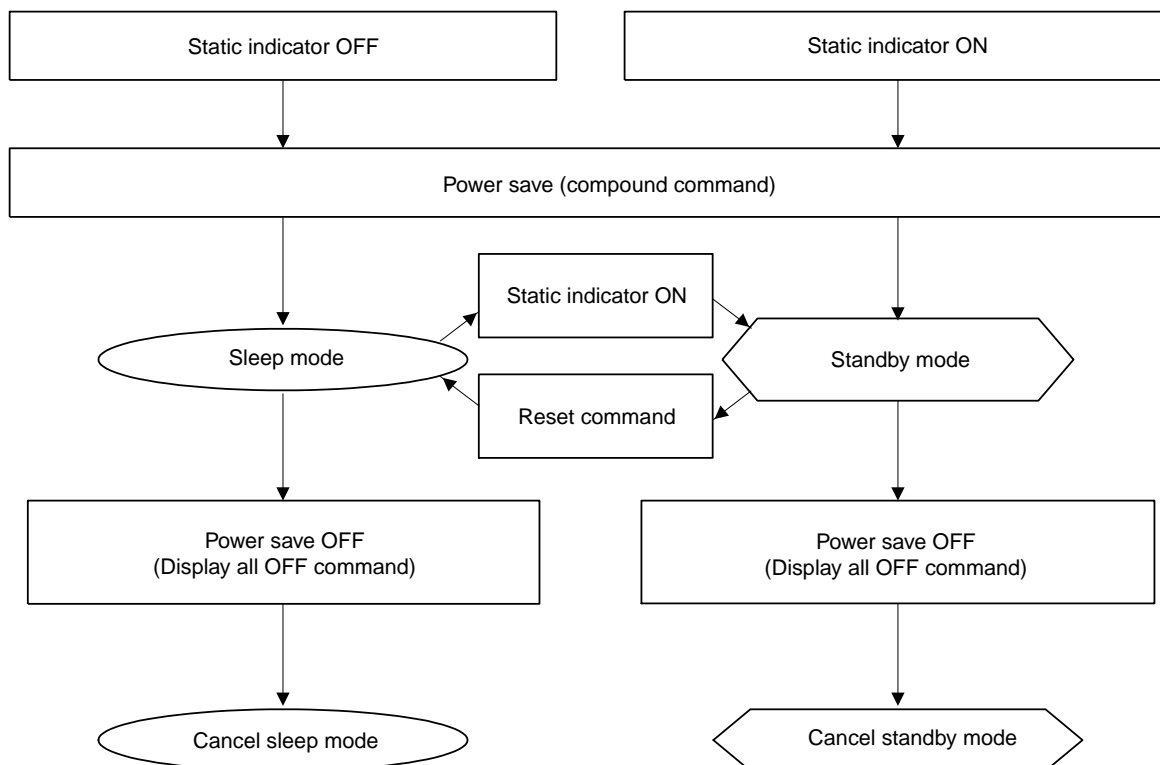 Static indicator OFF
Static indicator ON
Power save (compound command)
Static indicator ON
Sleep mode
Standby mode
Reset command
Power save OFF
(Display all OFF command)
Power save OFF
(Display all OFF command)
Cancel sleep mode
Cancel standby mode